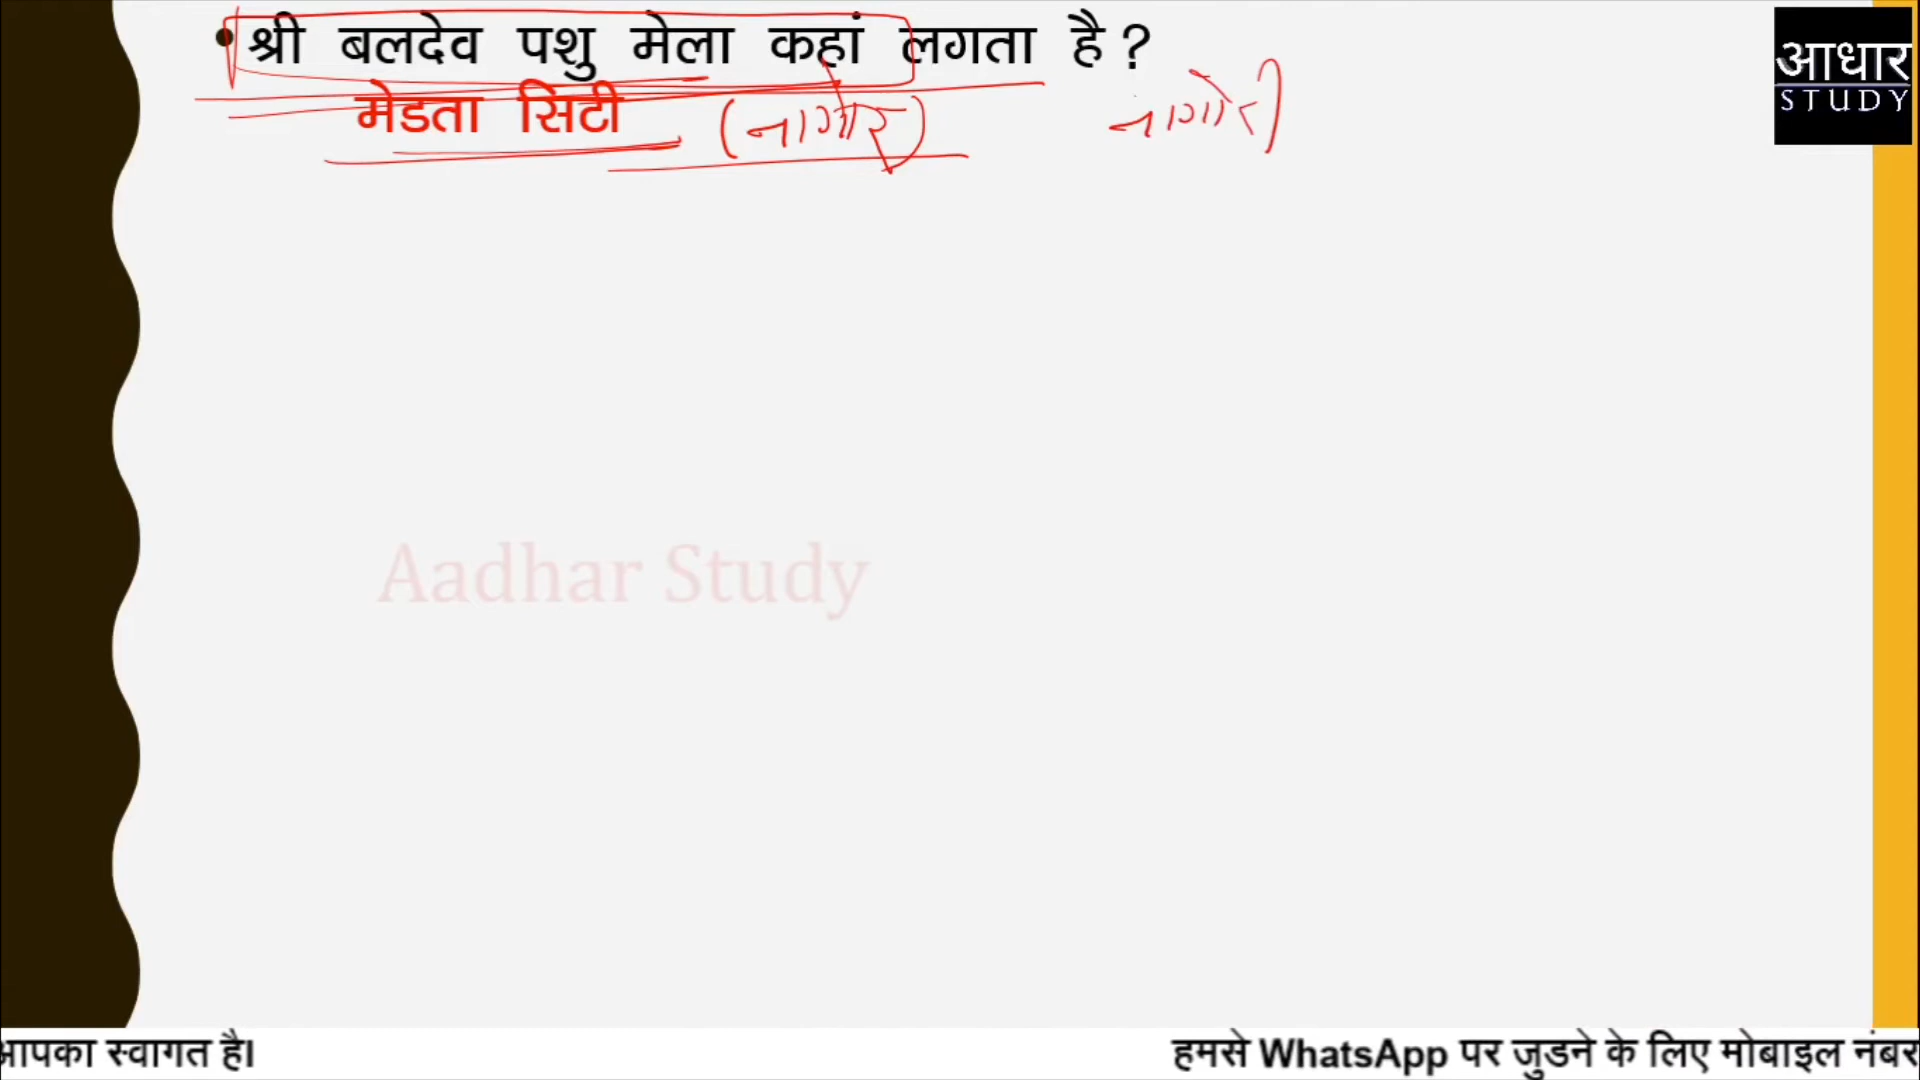 • श्री बलदेव पशु मेला कहां लगता है ?
मेडता सिटी (नागौर) नागौरी
आधार
STUDY
Aadhar Study
आपका स्वागत है। हमसे WhatsApp पर जुडने के लिए मोबाइल नंबर